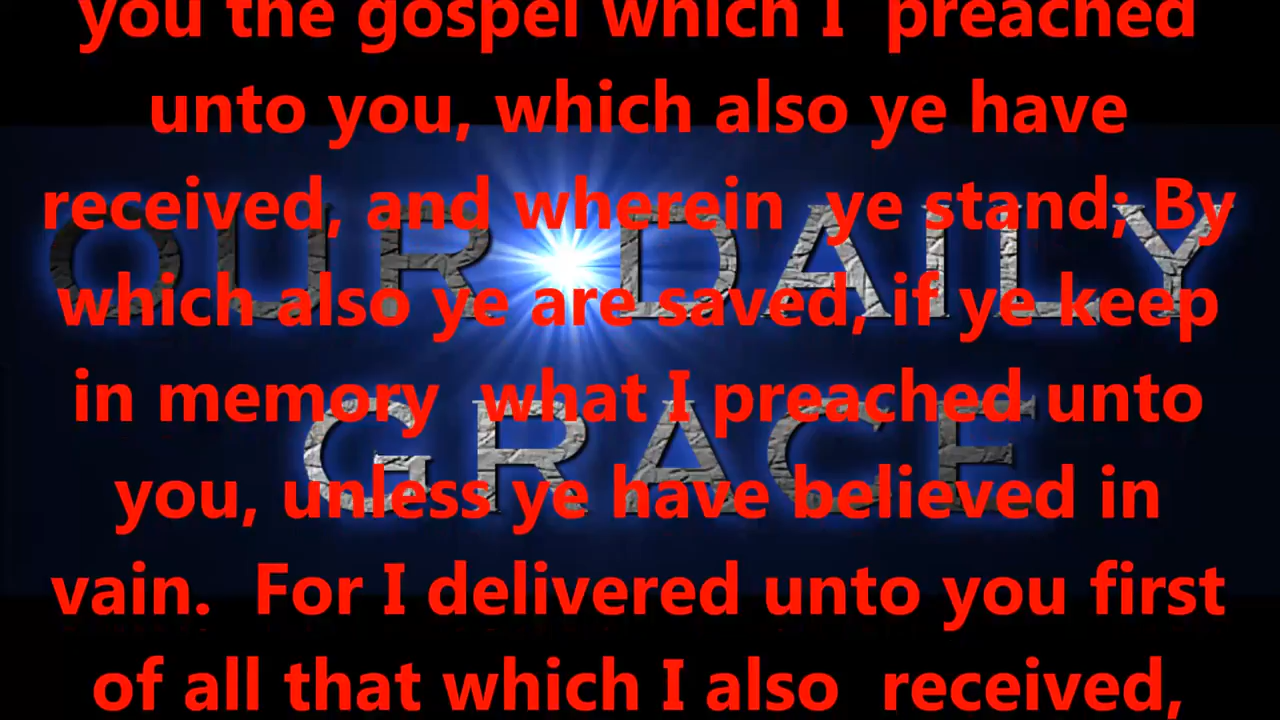 you the gospel which I preached
unto you, which also ye have
received, and wherein ye stand; By
which also ye are saved, if ye keep
in memory what I preached unto
you, unless ye have believed in
vain. For I delivered unto you first
of all that which I also received,
OUR DAILY
GRACE